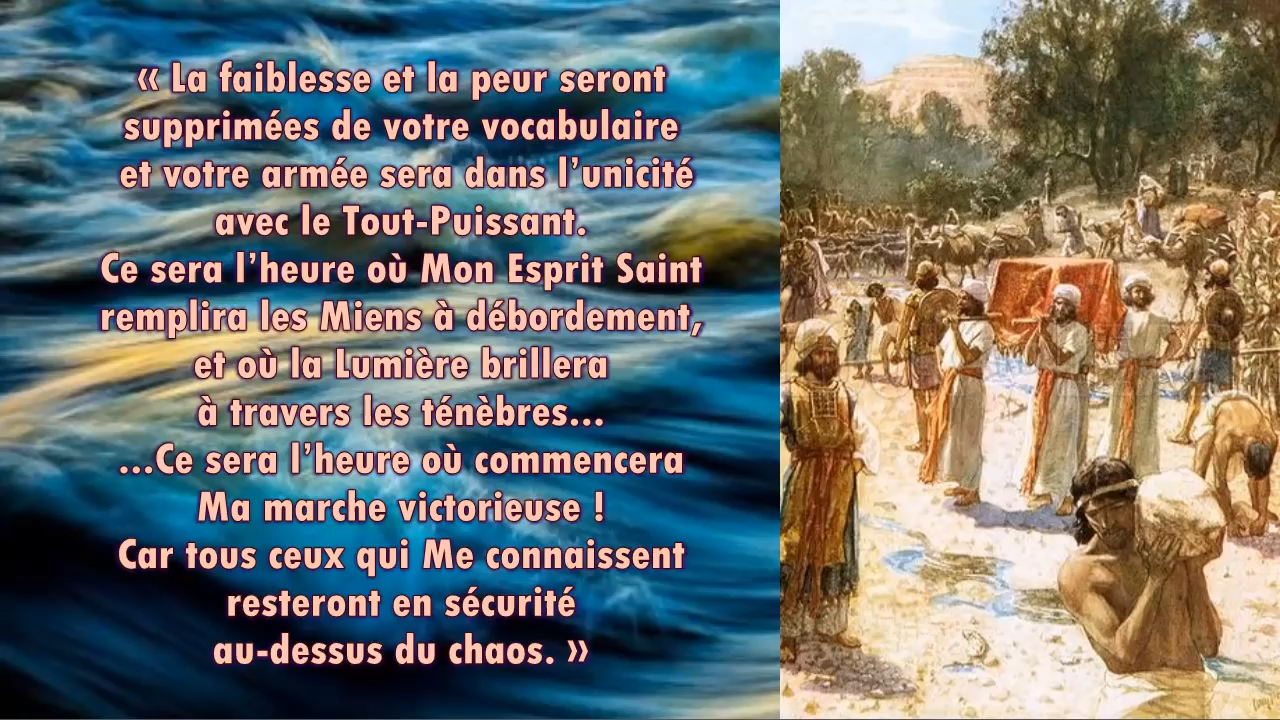 « La faiblesse et la peur seront
supprimées de votre vocabulaire
et votre armée sera dans l’unicité
avec le Tout-Puissant.
Ce sera l’heure où Mon Esprit Saint
remplira les Miens à débordement,
et où la Lumière brillera
à travers les ténèbres...
...Ce sera l’heure où commencera
Ma marche victorieuse !
Car tous ceux qui Me connaissent
resteront en sécurité
au-dessus du chaos. »